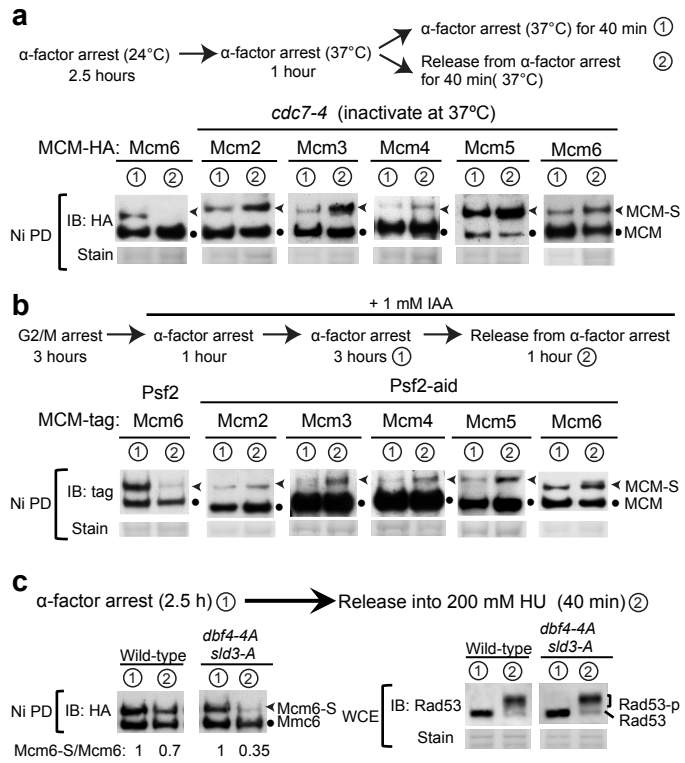 a
α-factor arrest (24°C)
2.5 hours
α-factor arrest (37°C)
1 hour
α-factor arrest (37°C) for 40 min ①
Release from α-factor arrest ②
for 40 min( 37°C)
cdc7-4 (inactivate at 37ºC)
MCM-HA: Mcm6 Mcm2 Mcm3 Mcm4 Mcm5 Mcm6
① ② ① ② ① ② ① ② ① ② ① ②
Ni PD
IB: HA
MCM-S
MCM
Stain
b
+ 1 mM IAA
G2/M arrest
3 hours
α-factor arrest
1 hour
α-factor arrest
3 hours ①
Release from α-factor arrest
1 hour ②
Psf2 Psf2-aid
MCM-tag: Mcm6 Mcm2 Mcm3 Mcm4 Mcm5 Mcm6
① ② ① ② ① ② ① ② ① ② ① ②
Ni PD
IB: tag
MCM-S
MCM
Stain
c
α-factor arrest (2.5 h) ① Release into 200 mM HU (40 min) ②
Wild-type
dbf4-4A
sld3-A
① ② ① ②
Ni PD
IB: HA
Mcm6-S
Mmc6
Mcm6-S/Mcm6: 1 0.7 1 0.35
Wild-type
dbf4-4A
sld3-A
① ② ① ②
WCE
IB: Rad53
Rad53-p
Rad53
Stain